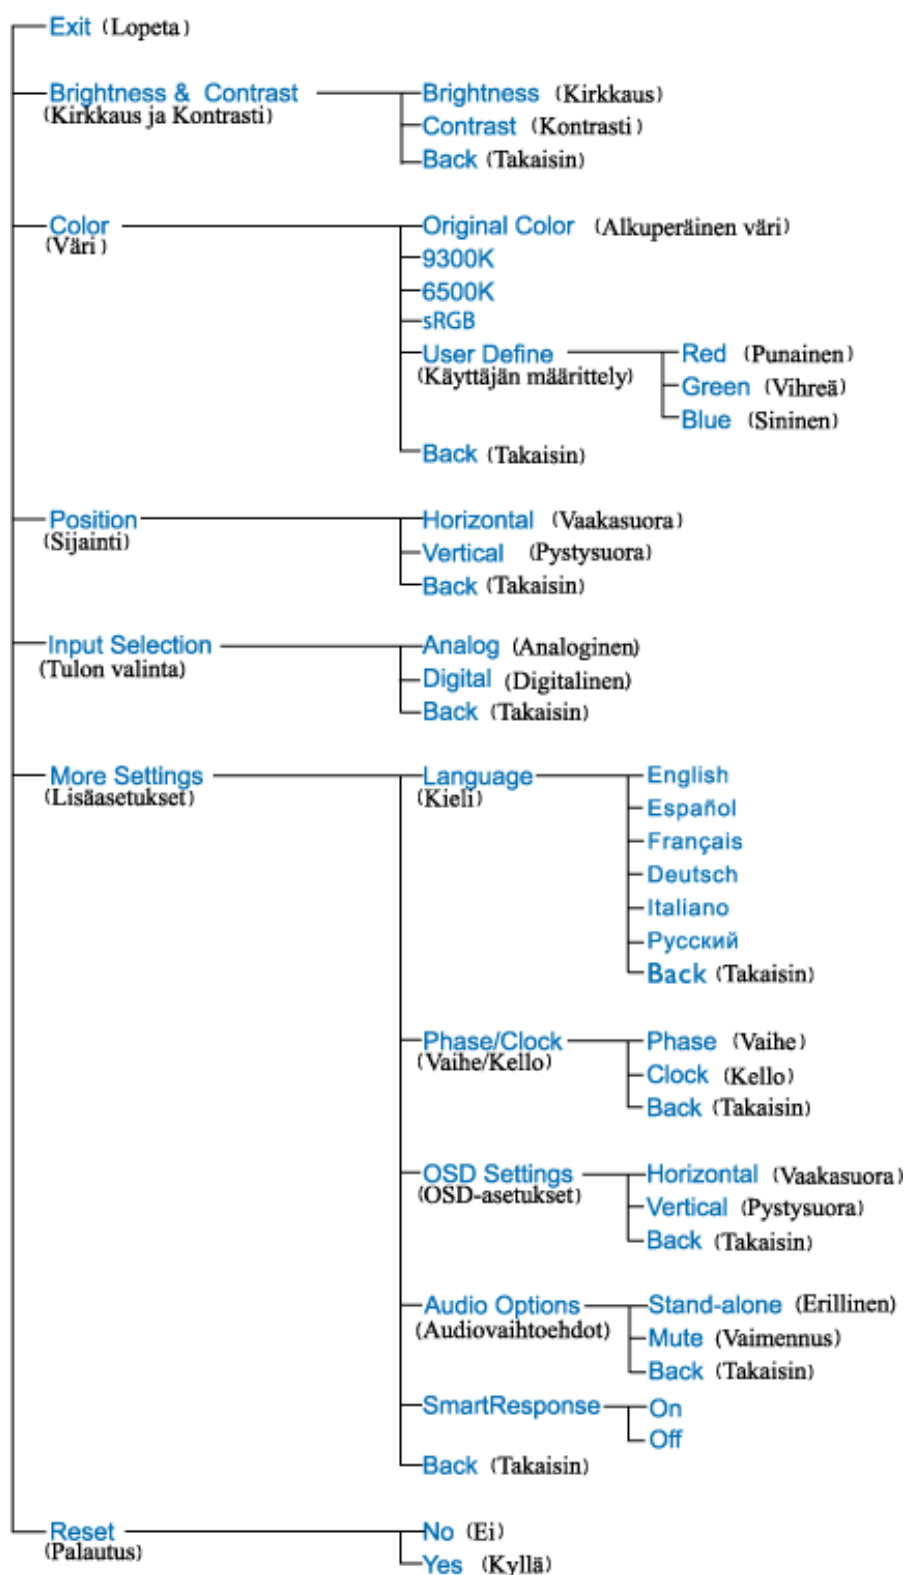 Exit (Lopeta)
Brightness & Contrast
(Kirkkaus ja Kontrasti)
Brightness (Kirkkaus)
Contrast (Kontrasti)
Back (Takaisin)
Color
(Väri)
Original Color (Alkuperäinen väri)
9300K
6500K
sRGB
User Define
(Käyttäjän määrittely)
Red (Punainen)
Green (Vihreä)
Blue (Sininen)
Back (Takaisin)
Position
(Sijainti)
Horizontal (Vaakasuora)
Vertical (Pystysuora)
Back (Takaisin)
Input Selection
(Tulon valinta)
Analog (Analoginen)
Digital (Digitalinen)
Back (Takaisin)
More Settings
(Lisäasetukset)
Language
(Kieli)
English
Español
Français
Deutsch
Italiano
Русский
Back (Takaisin)
Phase/Clock
(Vaihe/Kello)
Phase (Vaihe)
Clock (Kello)
Back (Takaisin)
OSD Settings
(OSD-asetukset)
Horizontal (Vaakasuora)
Vertical (Pystysuora)
Back (Takaisin)
Audio Options
(Audiovaihtoehdot)
Stand-alone (Erillinen)
Mute (Vaimennus)
Back (Takaisin)
SmartResponse
On
Off
Back (Takaisin)
Reset
(Palautus)
No (Ei)
Yes (Kyllä)